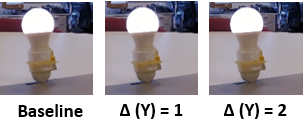 Baseline Δ (Y) = 1 Δ (Y) = 2